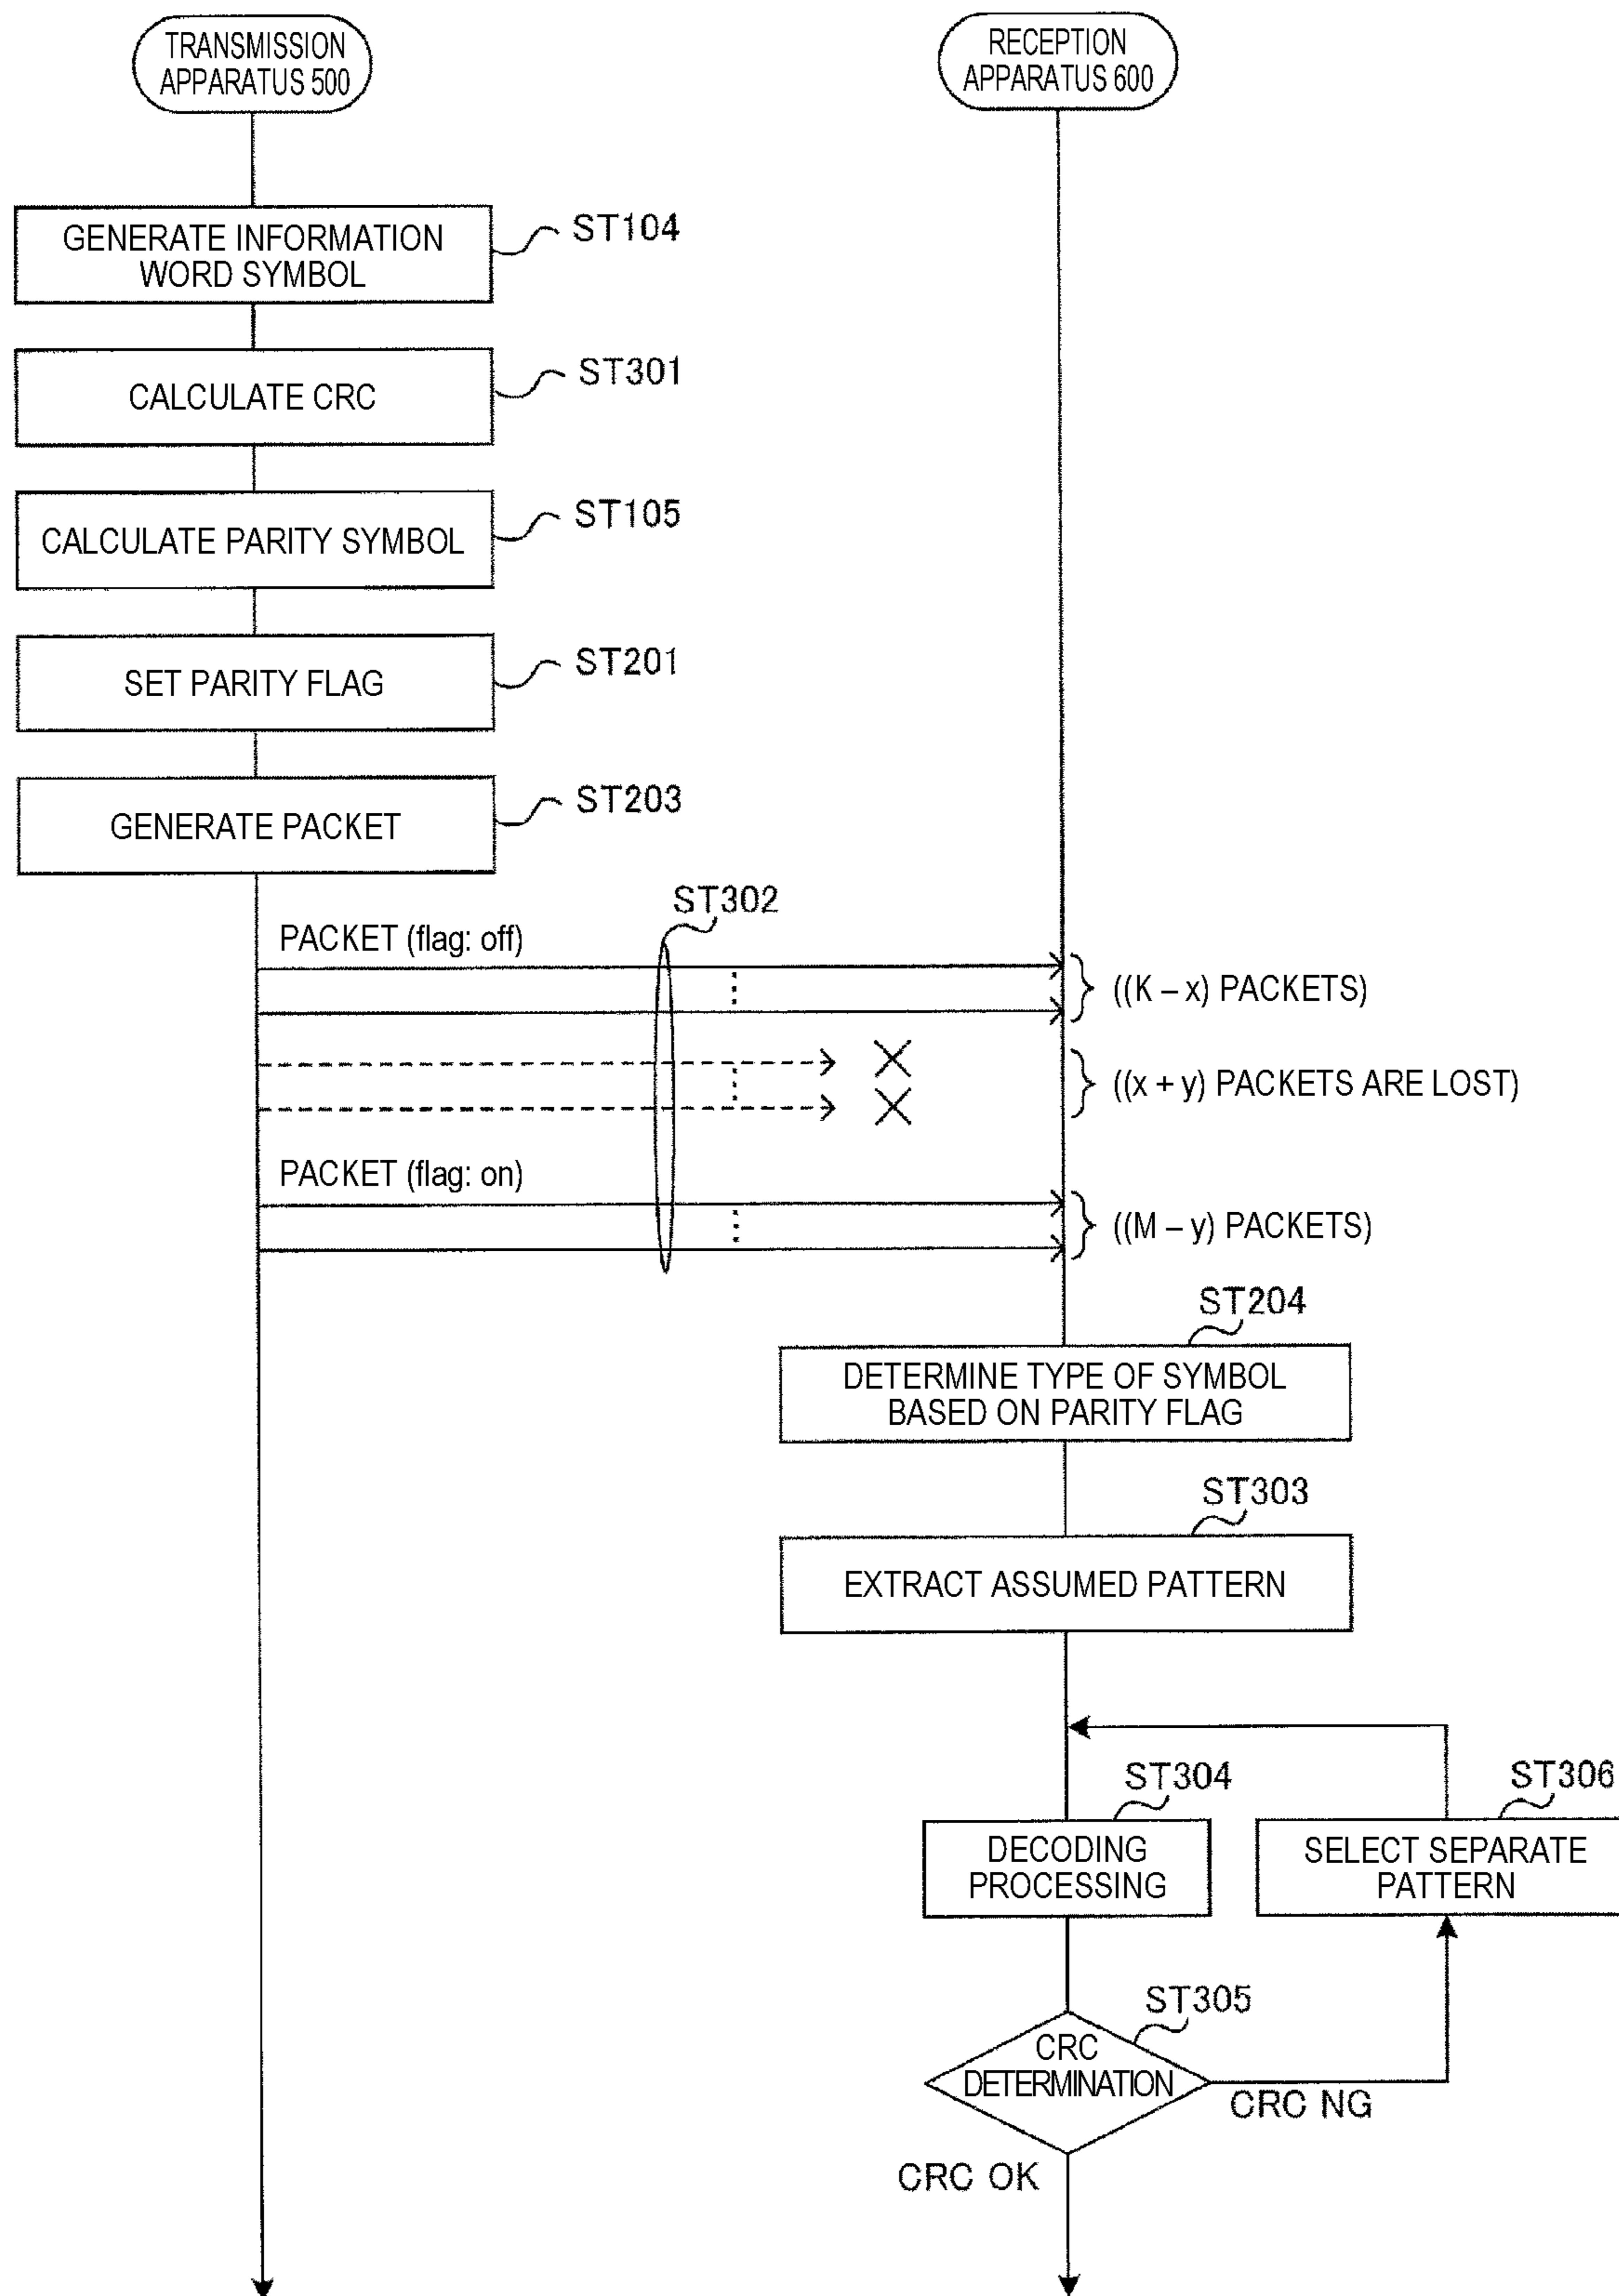 TRANSMISSION
APPARATUS 500
RECEPTION
APPARATUS 600
GENERATE INFORMATION
WORD SYMBOL
ST104
CALCULATE CRC
ST301
CALCULATE PARITY SYMBOL
ST105
SET PARITY FLAG
ST201
GENERATE PACKET
ST203
ST302
PACKET (flag: off)
((K – x) PACKETS)
((x + y) PACKETS ARE LOST)
PACKET (flag: on)
((M – y) PACKETS)
ST204
DETERMINE TYPE OF SYMBOL
BASED ON PARITY FLAG
ST303
EXTRACT ASSUMED PATTERN
ST304
DECODING
PROCESSING
ST306
SELECT SEPARATE
PATTERN
ST305
CRC
DETERMINATION
CRC NG
CRC OK